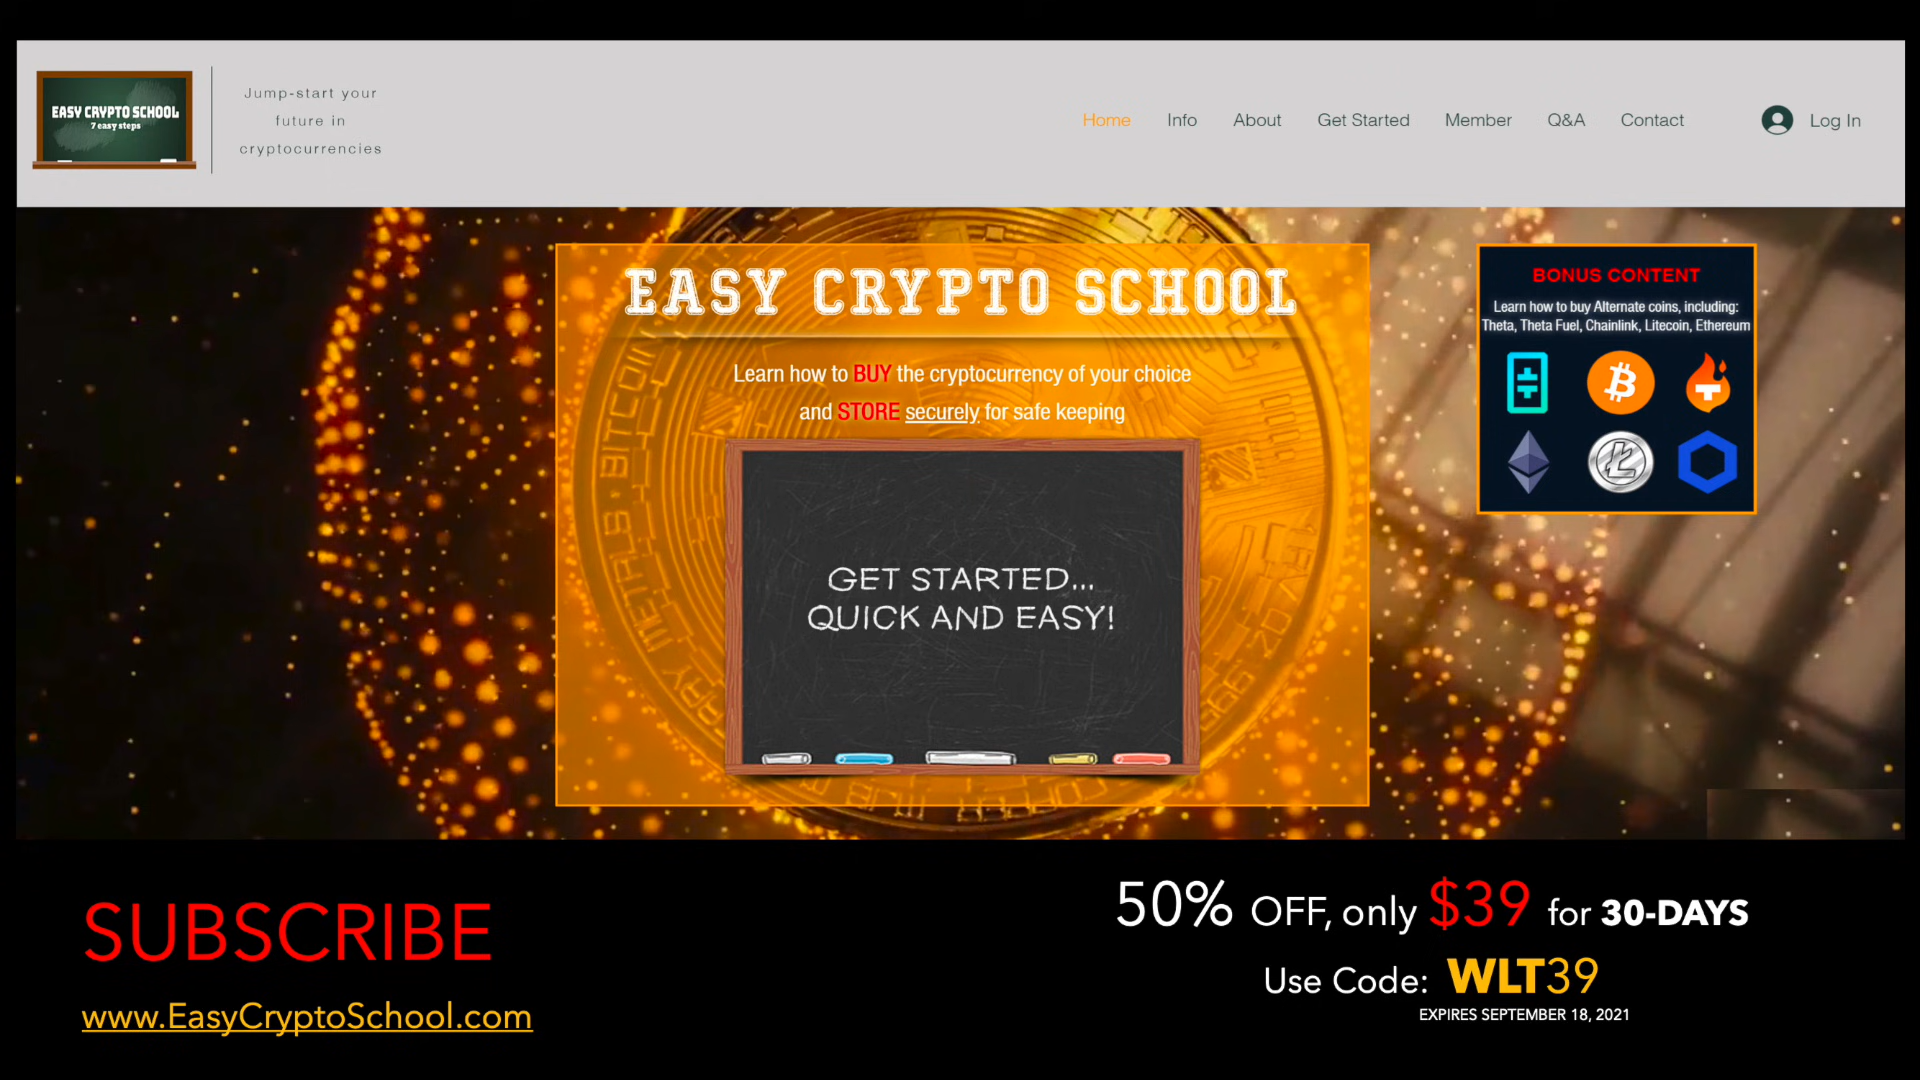 EASY CRYPTO SCHOOL
7 easy steps
Jump-start your
future in
cryptocurrencies
Home Info About Get Started Member Q&A Contact Log In
EASY CRYPTO SCHOOL
Learn how to BUY the cryptocurrency of your choice
and STORE securely for safe keeping
GET STARTED...
QUICK AND EASY!
BONUS CONTENT
Learn how to buy Alternate coins, including:
Theta, Theta Fuel, Chainlink, Litecoin, Ethereum
BITCOIN
SUBSCRIBE
www.EasyCryptoSchool.com
50% OFF, only $39 for 30-DAYS
Use Code: WLT39
EXPIRES SEPTEMBER 18, 2021